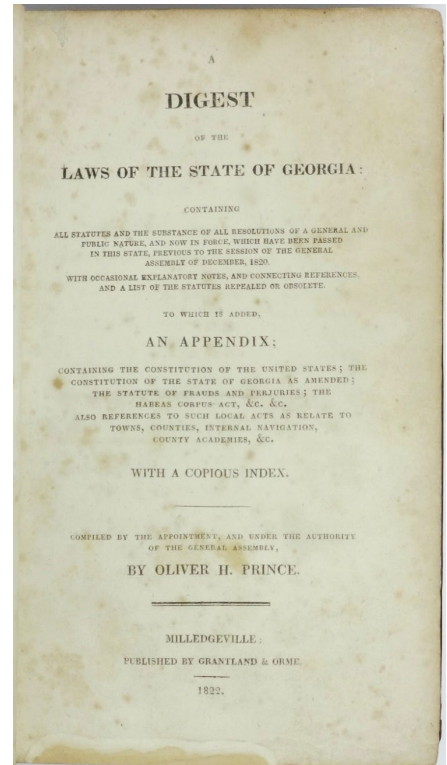 A
DIGEST
OF THE
LAWS OF THE STATE OF GEORGIA:
CONTAINING
ALL STATUTES AND THE SUBSTANCE OF ALL RESOLUTIONS OF A GENERAL AND
PUBLIC NATURE, AND NOW IN FORCE, WHICH HAVE BEEN PASSED
IN THIS STATE, PREVIOUS TO THE SESSION OF THE GENERAL
ASSEMBLY OF DECEMBER, 1820.
WITH OCCASIONAL EXPLANATORY NOTES, AND CONNECTING REFERENCES,
AND A LIST OF THE STATUTES REPEALED OR OBSOLETE.
TO WHICH IS ADDED,
AN APPENDIX;
CONTAINING THE CONSTITUTION OF THE UNITED STATES; THE
CONSTITUTION OF THE STATE OF GEORGIA AS AMENDED;
THE STATUTE OF FRAUDS AND PERJURIES; THE
HABEAS CORPUS ACT, &C. &C.
ALSO REFERENCES TO SUCH LOCAL ACTS AS RELATE TO
TOWNS, COUNTIES, INTERNAL NAVIGATION,
COUNTY ACADEMIES, &C.
WITH A COPIOUS INDEX.
COMPILED BY THE APPOINTMENT, AND UNDER THE AUTHORITY
OF THE GENERAL ASSEMBLY,
BY OLIVER H. PRINCE.
MILLEDGEVILLE:
PUBLISHED BY GRANTLAND & ORME.
1822.